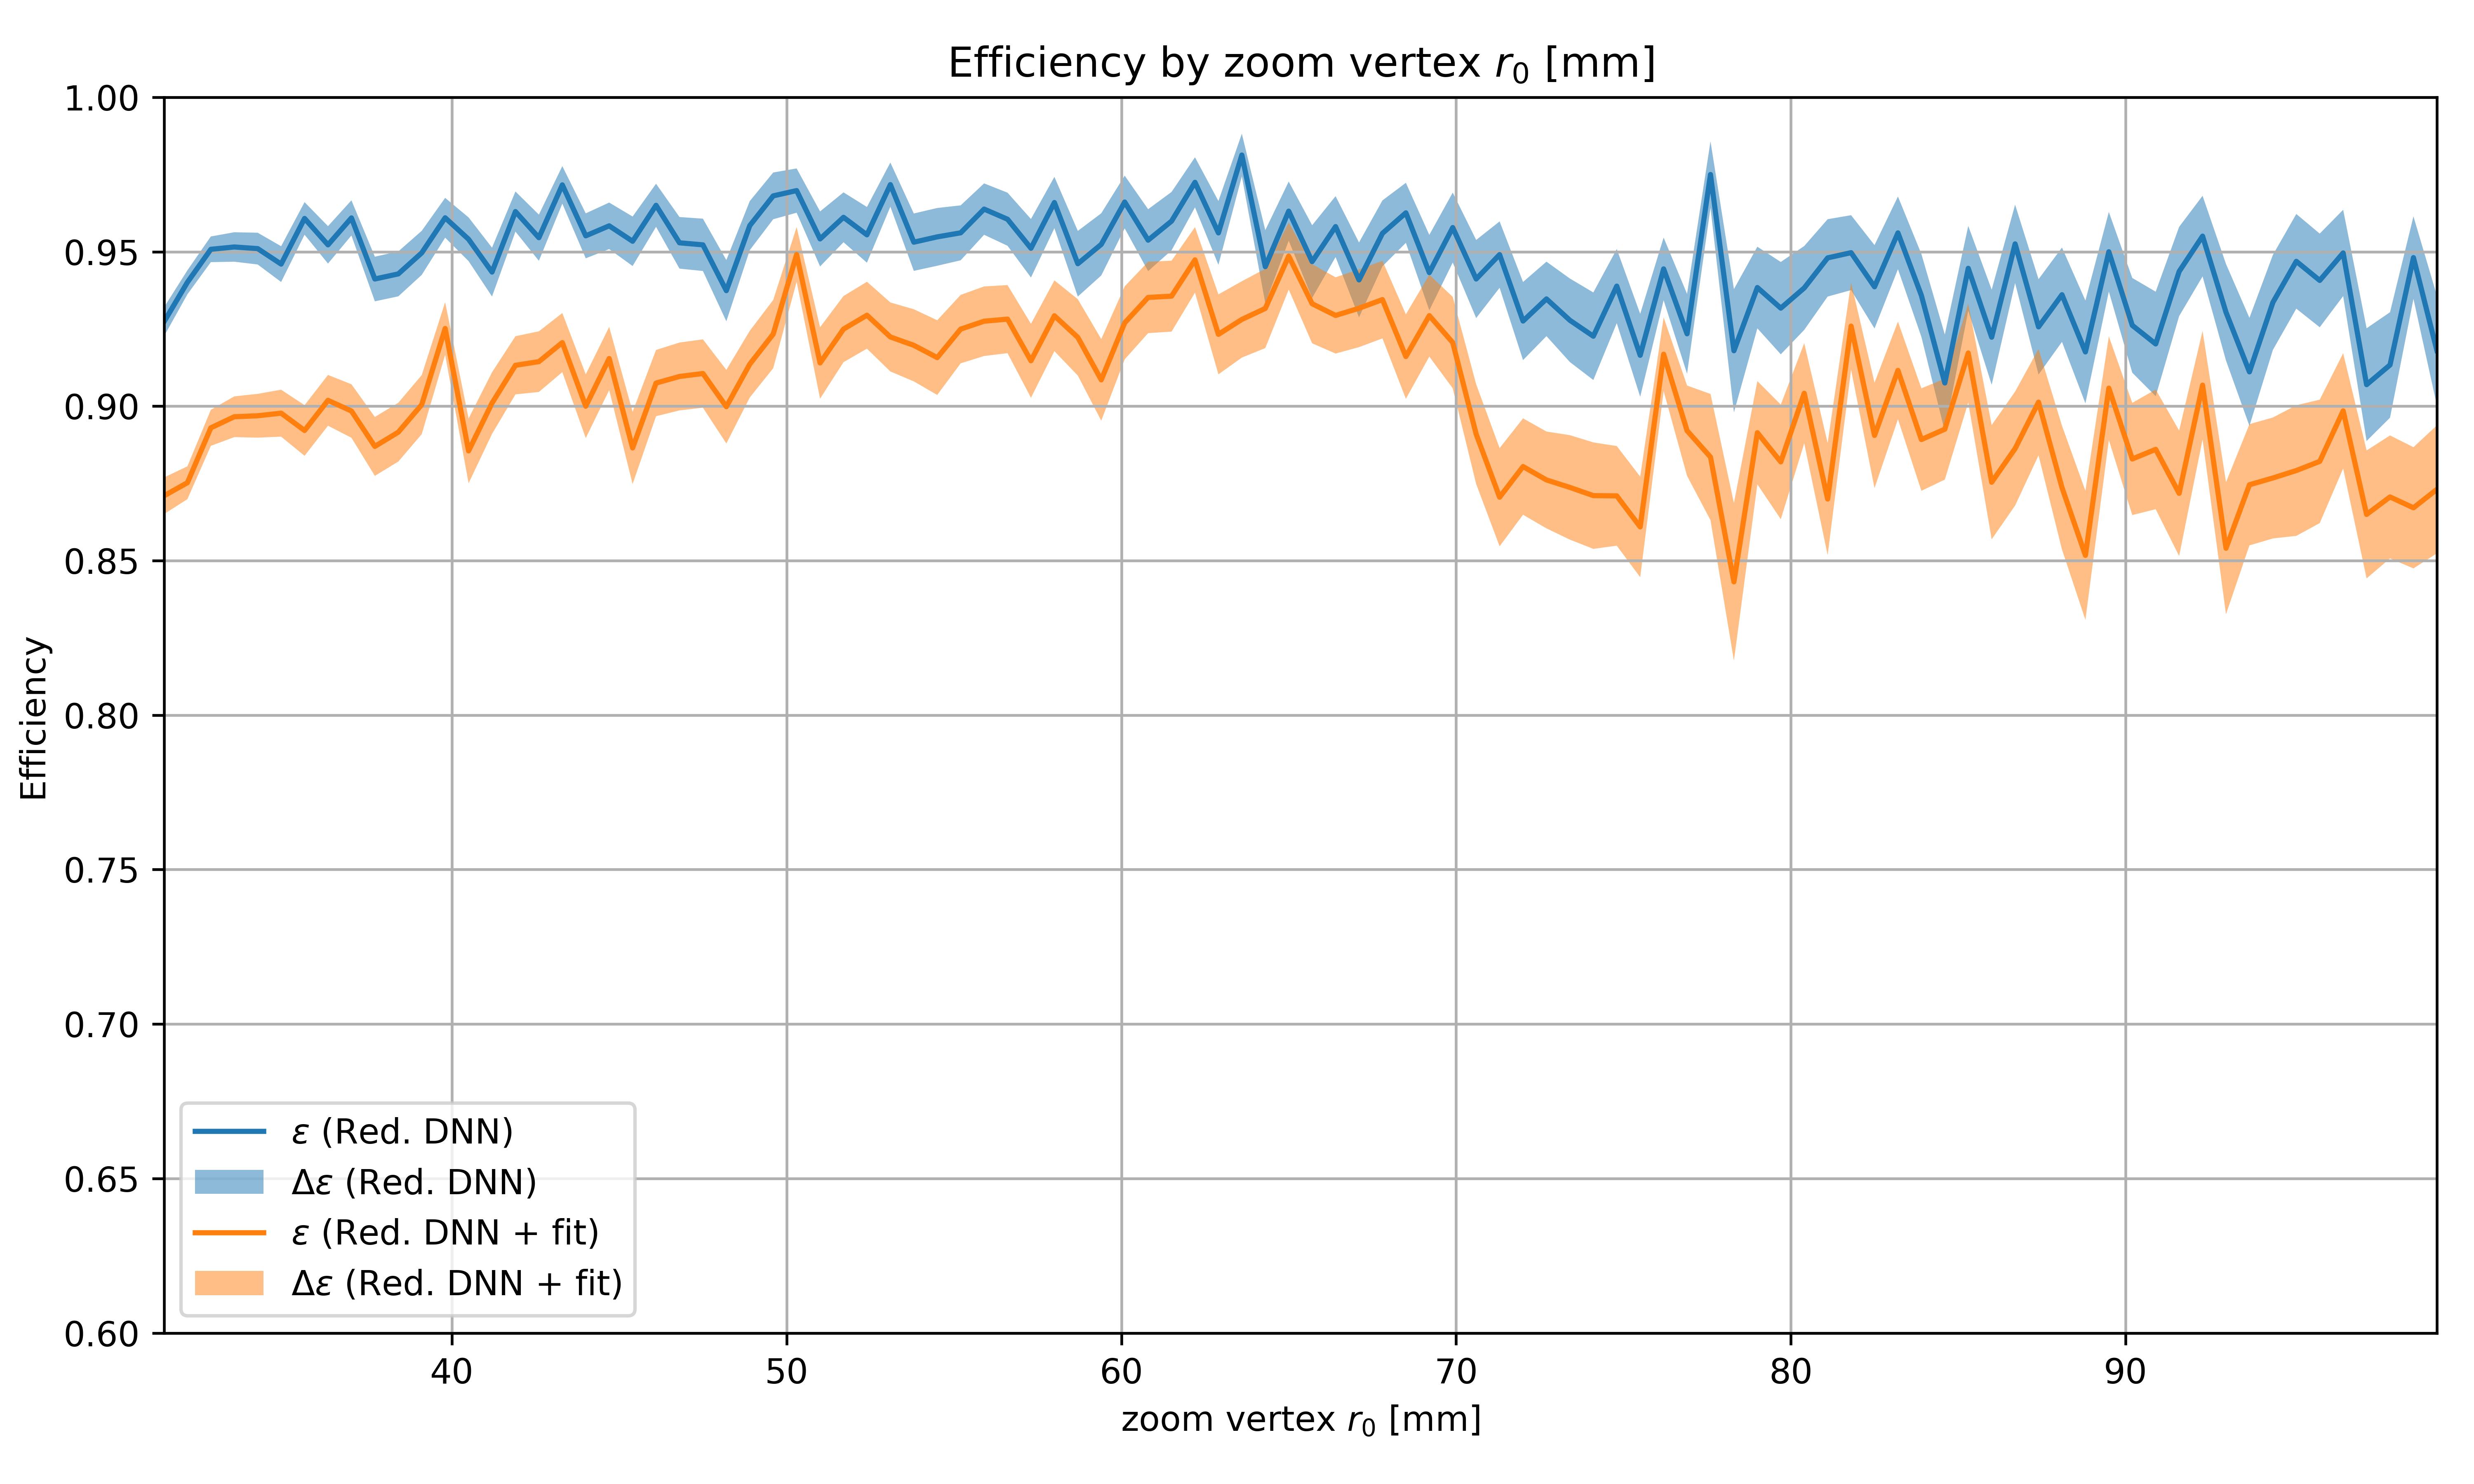 Efficiency by zoom vertex r₀ [mm]
1.00
0.95
0.90
0.85
0.80
0.75
0.70
0.65
0.60
Efficiency
ε (Red. DNN)
Δε (Red. DNN)
ε (Red. DNN + fit)
Δε (Red. DNN + fit)
40 50 60 70 80 90
zoom vertex r₀ [mm]